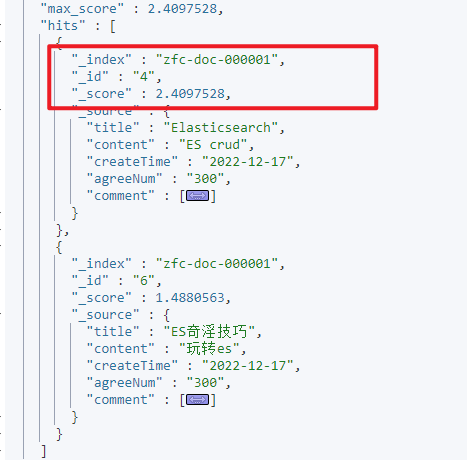 "max_score" : 2.4097528,
"hits" : [
{
"_index" : "zfc-doc-000001",
"_id" : "4",
"_score" : 2.4097528,
"_source" : {
"title" : "Elasticsearch",
"content" : "ES crud",
"createTime" : "2022-12-17",
"agreeNum" : "300",
"comment" : [↔]
}
},
{
"_index" : "zfc-doc-000001",
"_id" : "6",
"_score" : 1.4880563,
"_source" : {
"title" : "ES奇淫技巧",
"content" : "玩转es",
"createTime" : "2022-12-17",
"agreeNum" : "300",
"comment" : [↔]
}
}
]